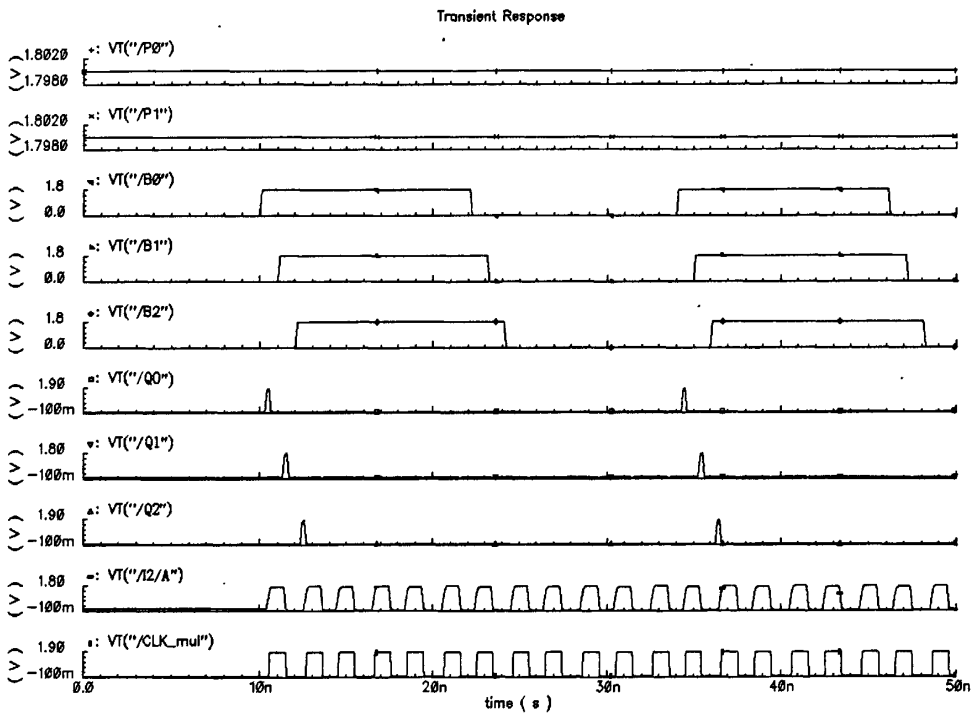 Transient Response
+: VT("/P0")
(V)
1.8020
1.7980
×: VT("/P1")
(V)
1.8020
1.7980
VT("/B0")
(V)
1.8
0.0
VT("/B1")
(V)
1.8
0.0
VT("/B2")
(V)
1.8
0.0
VT("/Q0")
(V)
1.90
-100m
VT("/Q1")
(V)
1.80
-100m
VT("/Q2")
(V)
1.90
-100m
VT("/I2/A")
(V)
1.80
-100m
VT("/CLK_mul")
(V)
1.90
-100m
0.0 10n 20n 30n 40n 50n
time ( s )